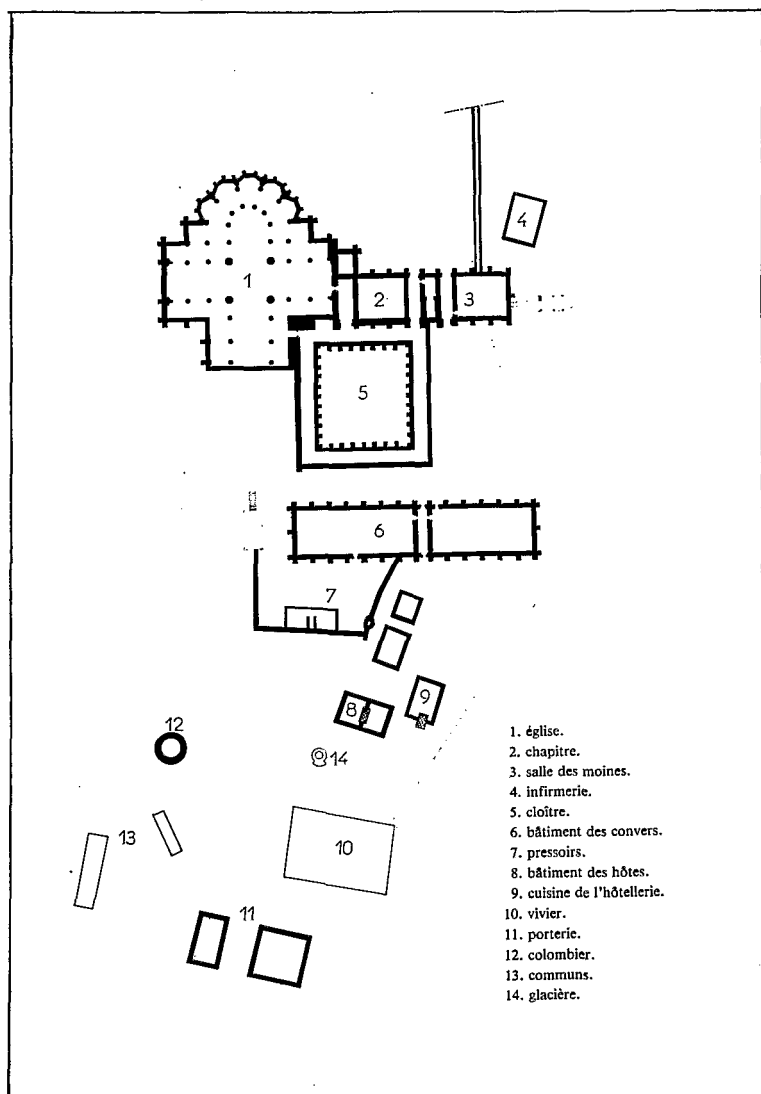 4
1
2
3
5
6
7
8
9
12
14
13
10
11
1. église.
2. chapitre.
3. salle des moines.
4. infirmerie.
5. cloître.
6. bâtiment des convers.
7. pressoirs.
8. bâtiment des hôtes.
9. cuisine de l'hôtellerie.
10. vivier.
11. porterie.
12. colombier.
13. communs.
14. glacière.